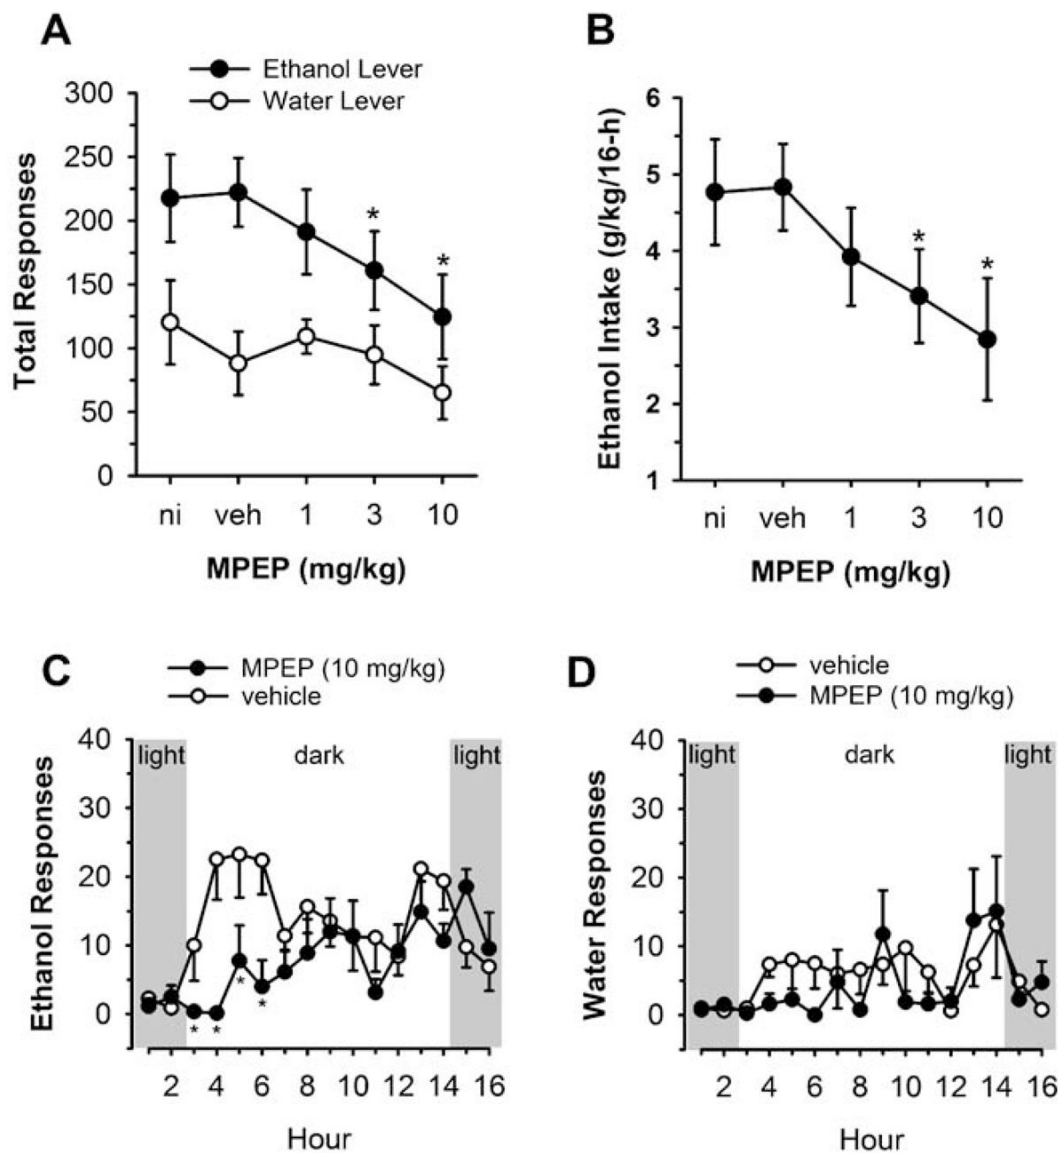 A
Ethanol Lever
Water Lever
300
250
200
150
100
50
0
Total Responses
*
*
ni veh 1 3 10
MPEP (mg/kg)
B
6
5
4
3
2
1
Ethanol Intake (g/kg/16-h)
*
*
ni veh 1 3 10
MPEP (mg/kg)
C
MPEP (10 mg/kg)
vehicle
40
30
20
10
0
Ethanol Responses
light dark light
* * * *
2 4 6 8 10 12 14 16
Hour
D
vehicle
MPEP (10 mg/kg)
40
30
20
10
0
Water Responses
light dark light
2 4 6 8 10 12 14 16
Hour